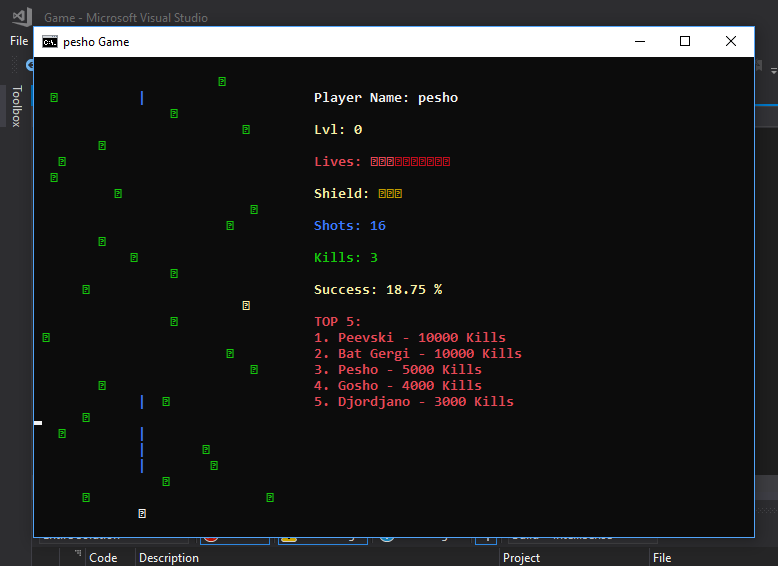 Game - Microsoft Visual Studio
File
pesho Game
Toolbox
Player Name: pesho
Lvl: 0
Lives:
Shield:
Shots: 16
Kills: 3
Success: 18.75 %
TOP 5:
1. Peevski - 10000 Kills
2. Bat Gergi - 10000 Kills
3. Pesho - 5000 Kills
4. Gosho - 4000 Kills
5. Djordjano - 3000 Kills
Code Description Project File